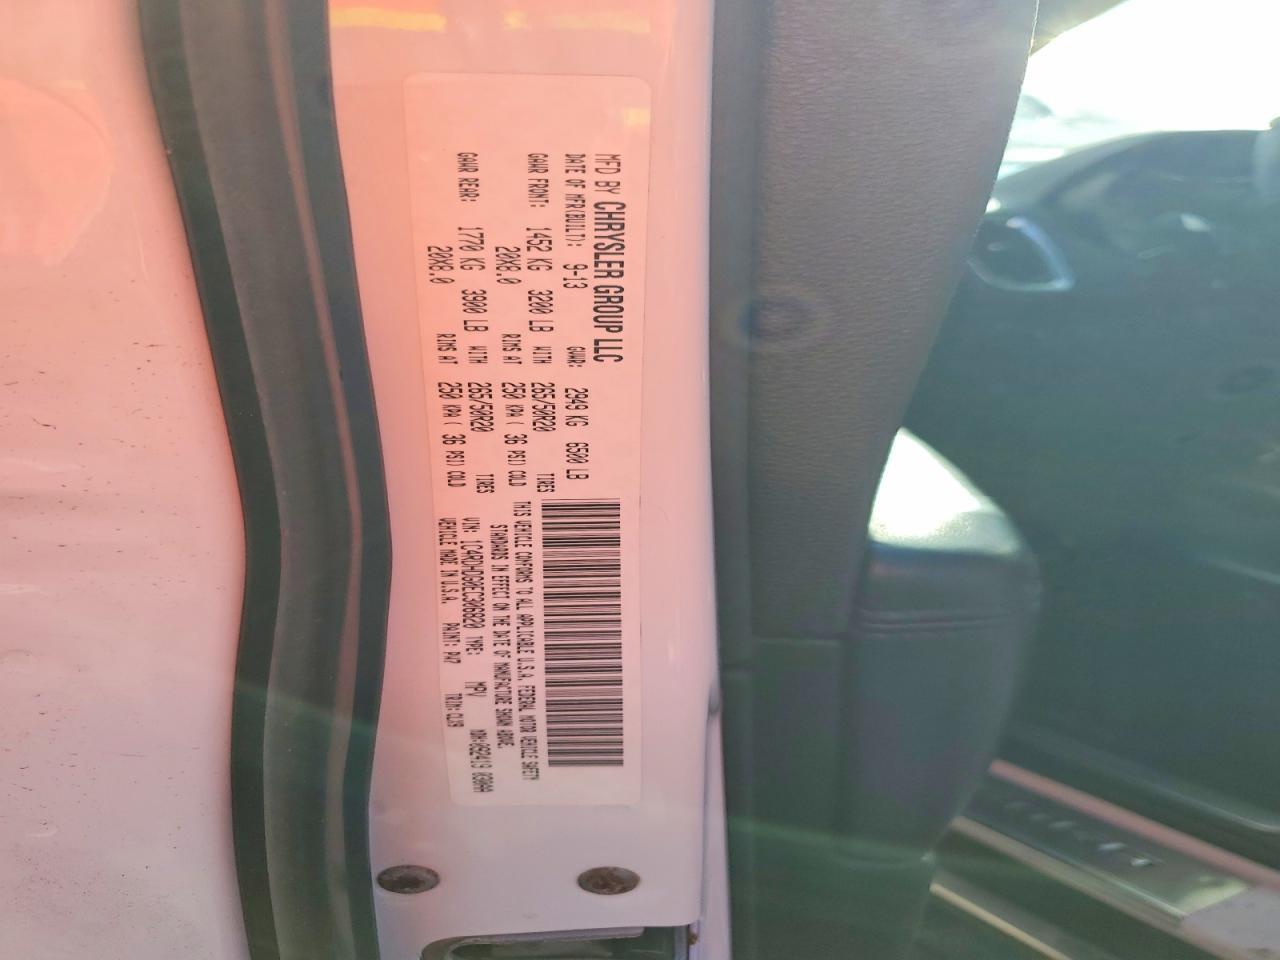 MFD BY CHRYSLER GROUP LLC
DATE OF MFR(BUILT): 9-13 GVWR: 2949 KG 6500 LB
GAWR FRONT: 1452 KG 3200 LB WITH 265/50R20 TIRES
20X8.0 RIMS AT 250 KPA( 36 PSI) COLD
GAWR REAR: 1770 KG 3900 LB WITH 265/50R20 TIRES
20X8.0 RIMS AT 250 KPA( 36 PSI) COLD
THIS VEHICLE CONFORMS TO ALL APPLICABLE U.S.A. FEDERAL MOTOR VEHICLE SAFETY
STANDARDS IN EFFECT ON THE DATE OF MANUFACTURE SHOWN ABOVE.
VIN: 1C4RDHDG0EC306820 TYPE: MPV
VEHICLE MADE IN U.S.A. PAINT: PW7